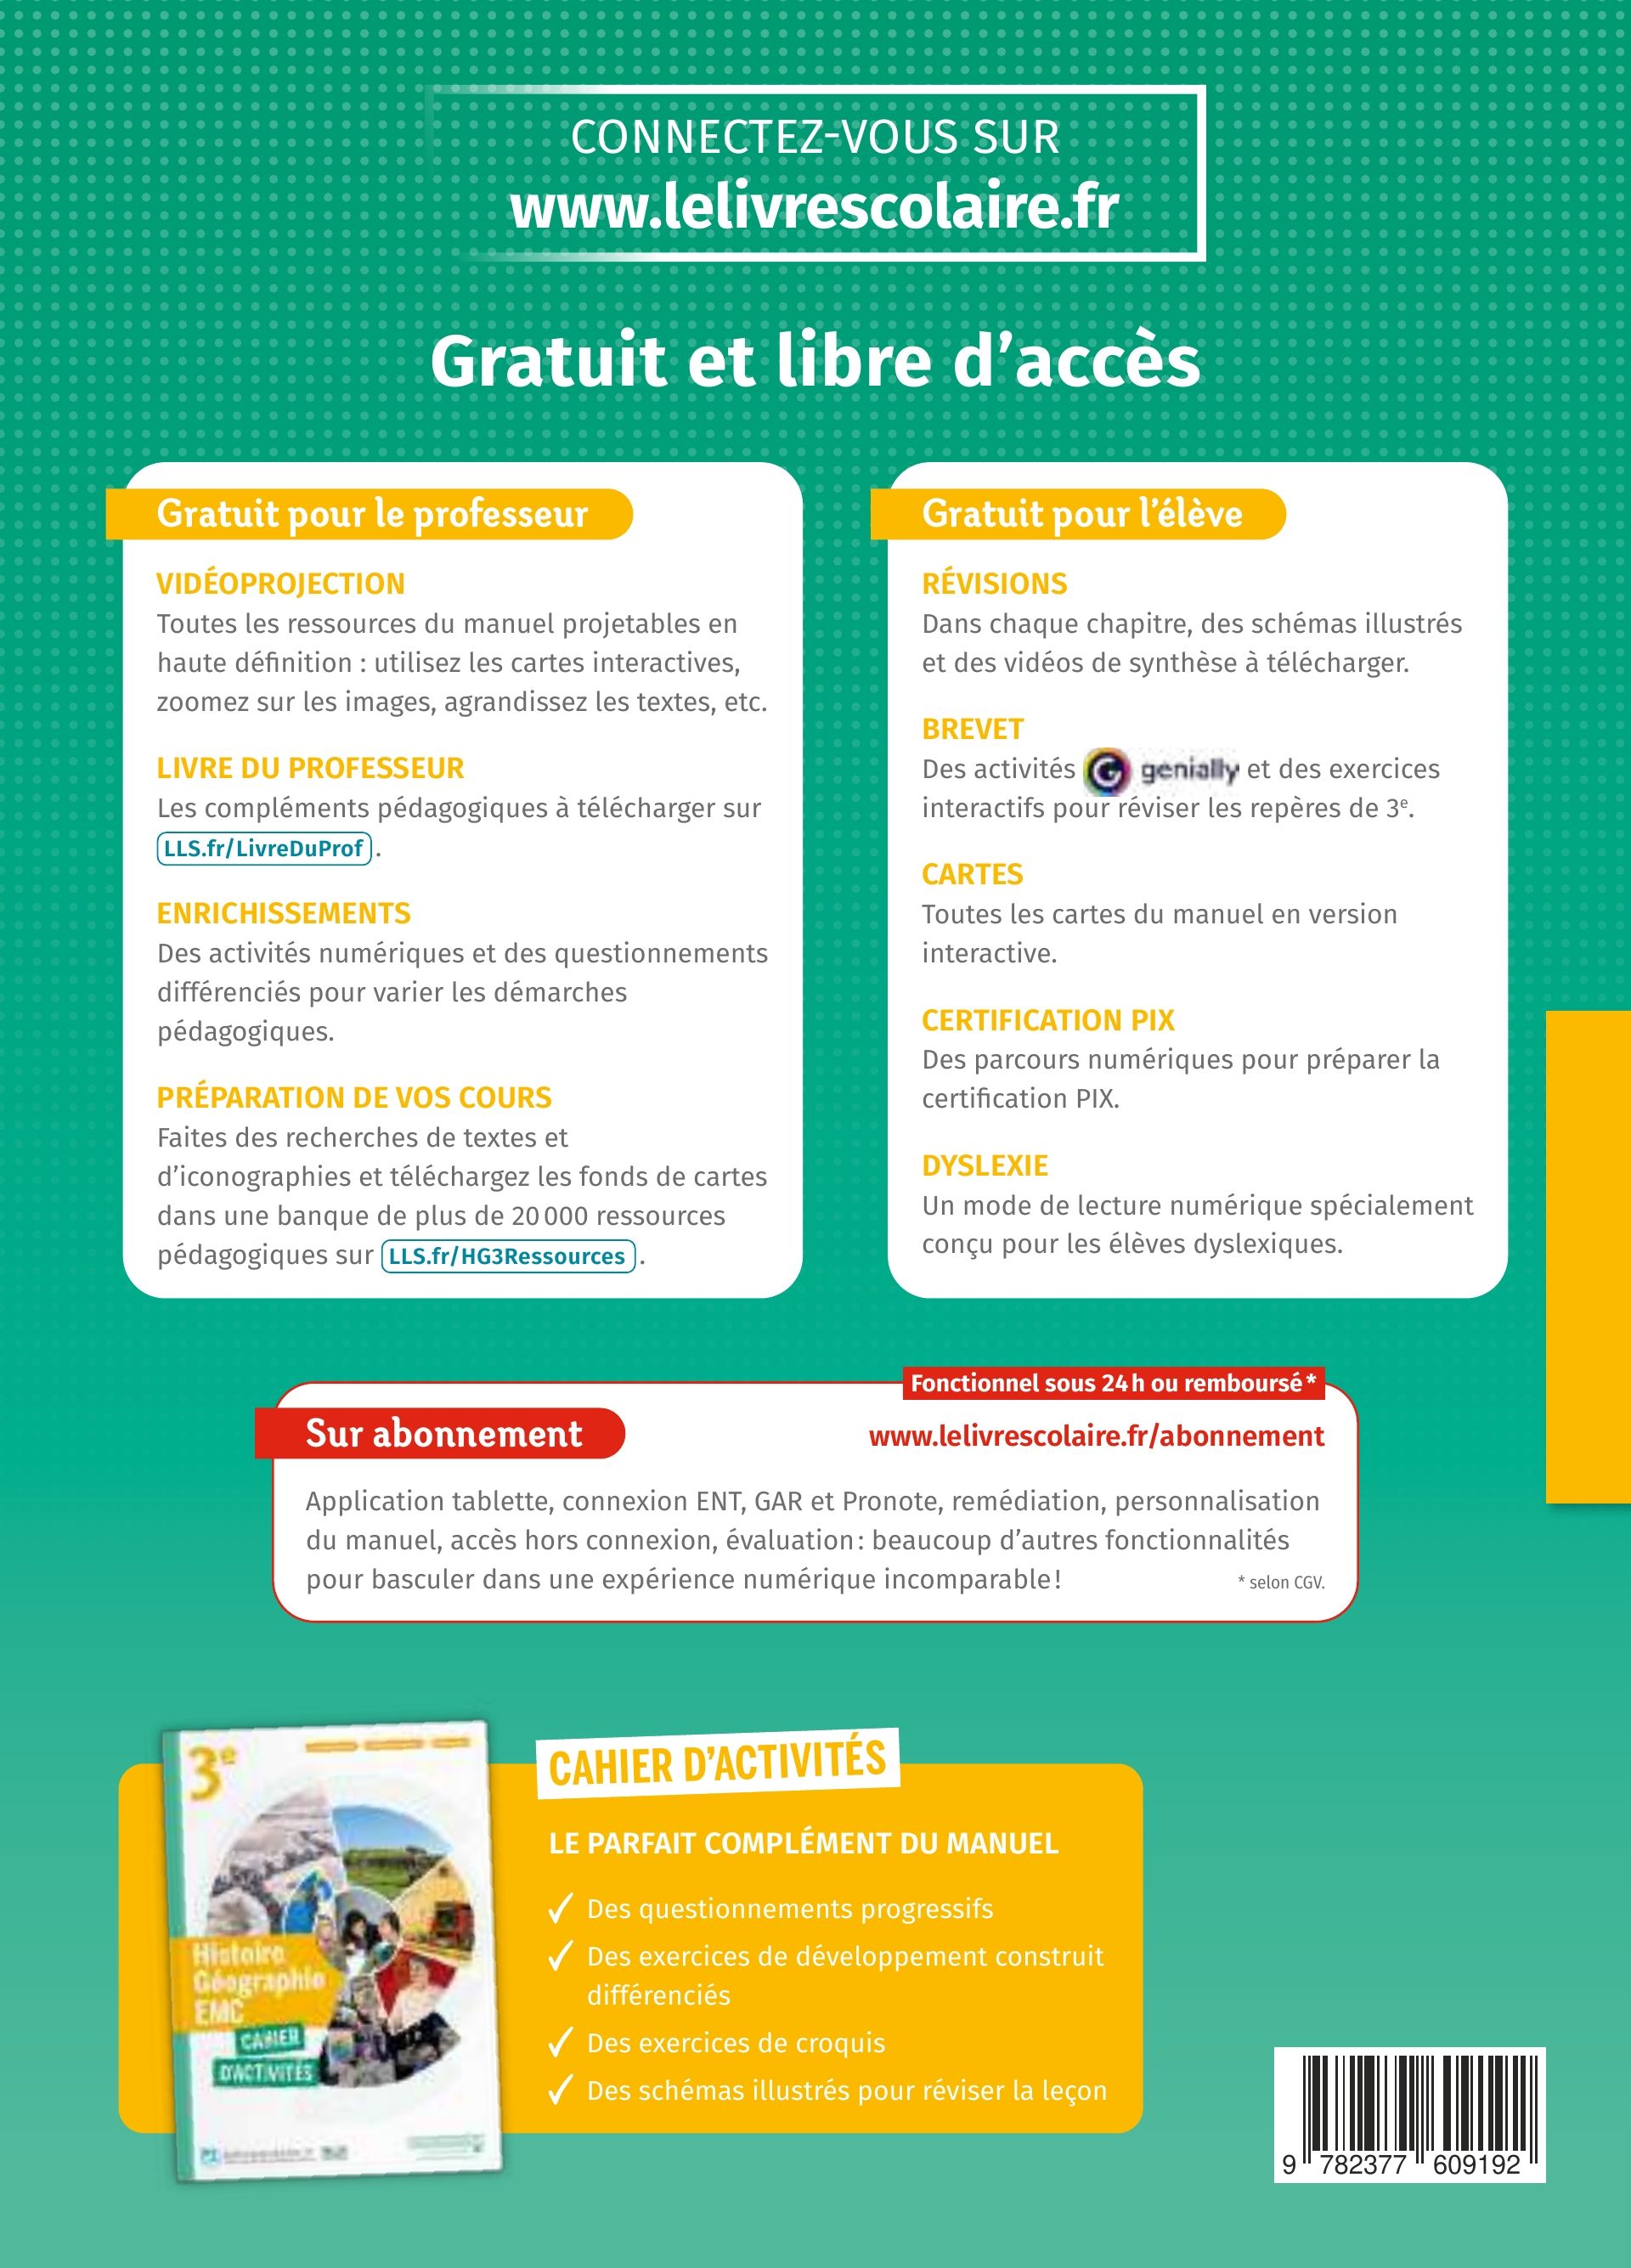 CONNECTEZ-VOUS SUR
www.lelivrescolaire.fr
Gratuit et libre d’accès
Gratuit pour le professeur
VIDÉOPROJECTION
Toutes les ressources du manuel projetables en
haute définition : utilisez les cartes interactives,
zoomez sur les images, agrandissez les textes, etc.
LIVRE DU PROFESSEUR
Les compléments pédagogiques à télécharger sur
LLS.fr/LivreDuProf .
ENRICHISSEMENTS
Des activités numériques et des questionnements
différenciés pour varier les démarches
pédagogiques.
PRÉPARATION DE VOS COURS
Faites des recherches de textes et
d’iconographies et téléchargez les fonds de cartes
dans une banque de plus de 20 000 ressources
pédagogiques sur LLS.fr/HG3Ressources .
Gratuit pour l’élève
RÉVISIONS
Dans chaque chapitre, des schémas illustrés
et des vidéos de synthèse à télécharger.
BREVET
Des activités genially et des exercices
interactifs pour réviser les repères de 3e.
CARTES
Toutes les cartes du manuel en version
interactive.
CERTIFICATION PIX
Des parcours numériques pour préparer la
certification PIX.
DYSLEXIE
Un mode de lecture numérique spécialement
conçu pour les élèves dyslexiques.
Fonctionnel sous 24 h ou remboursé *
Sur abonnement
www.lelivrescolaire.fr/abonnement
Application tablette, connexion ENT, GAR et Pronote, remédiation, personnalisation
du manuel, accès hors connexion, évaluation : beaucoup d’autres fonctionnalités
pour basculer dans une expérience numérique incomparable !
* selon CGV.
3e
Histoire
Géographie
EMC
CAHIER
D'ACTIVITÉS
CAHIER D’ACTIVITÉS
LE PARFAIT COMPLÉMENT DU MANUEL
✓ Des questionnements progressifs
✓ Des exercices de développement construit
différenciés
✓ Des exercices de croquis
✓ Des schémas illustrés pour réviser la leçon
9 782377 609192